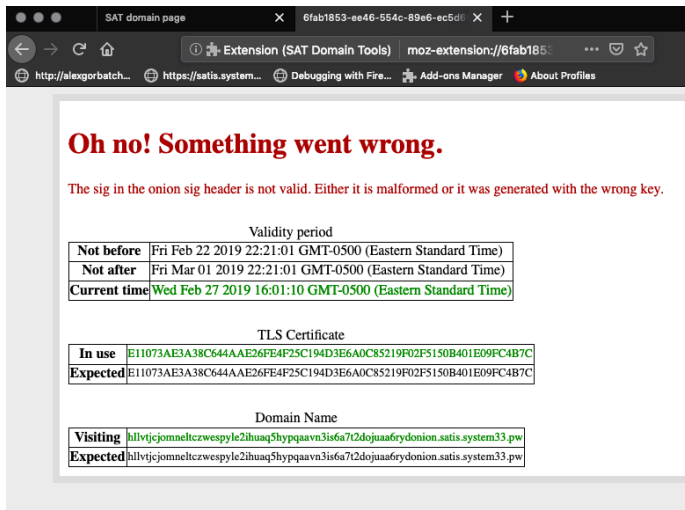 SAT domain page
6fab1853-ee46-554c-89e6-ec5d6
Extension (SAT Domain Tools)
moz-extension://6fab1853
http://alexgorbatch...
https://satis.system...
Debugging with Fire...
Add-ons Manager
About Profiles
Oh no! Something went wrong.
The sig in the onion sig header is not valid. Either it is malformed or it was generated with the wrong key.
Validity period
Not before Fri Feb 22 2019 22:21:01 GMT-0500 (Eastern Standard Time)
Not after Fri Mar 01 2019 22:21:01 GMT-0500 (Eastern Standard Time)
Current time Wed Feb 27 2019 16:01:10 GMT-0500 (Eastern Standard Time)
TLS Certificate
In use E11073AE3A38C644AAE26FE4F25C194D3E6A0C85219F02F5150B401E09FC4B7C
Expected E11073AE3A38C644AAE26FE4F25C194D3E6A0C85219F02F5150B401E09FC4B7C
Domain Name
Visiting hllvtjcjomneltczwespyle2ihuaq5hypqaavn3is6a7t2dojuaa6rydonion.satis.system33.pw
Expected hllvtjcjomneltczwespyle2ihuaq5hypqaavn3is6a7t2dojuaa6rydonion.satis.system33.pw